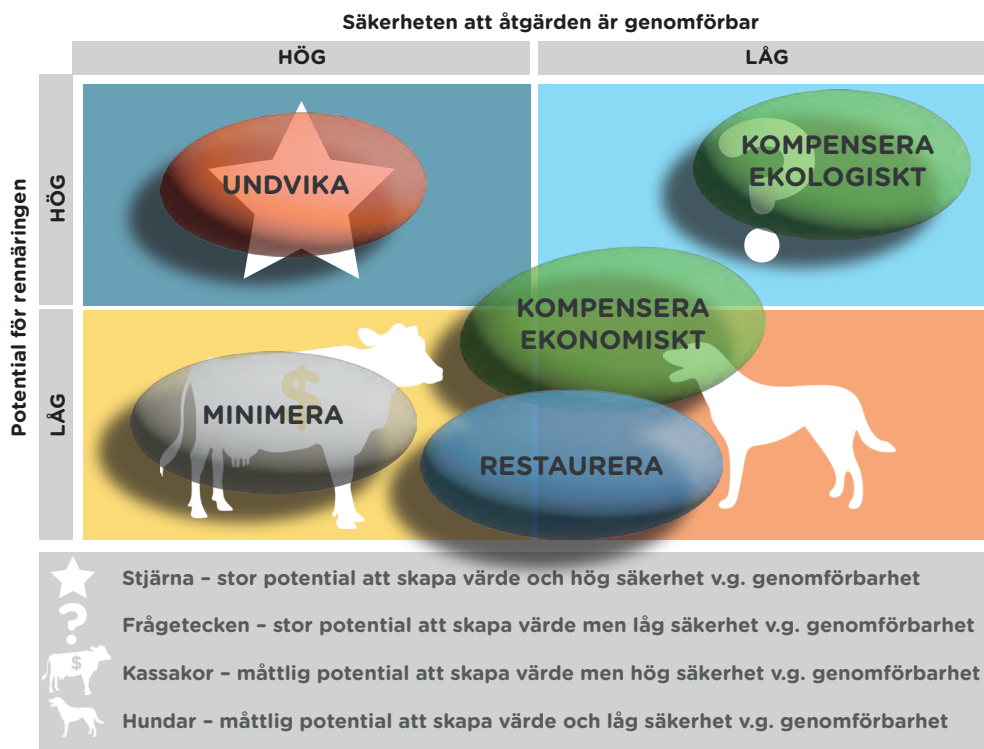 Säkerheten att åtgärden är genomförbar
HÖG
LÅG
Potential för rennäringen
HÖG
LÅG
UNDVIKA
KOMPENSERA
EKOLOGISKT
KOMPENSERA
EKONOMISKT
$
MINIMERA
RESTAURERA
Stjärna – stor potential att skapa värde och hög säkerhet v.g. genomförbarhet
Frågetecken – stor potential att skapa värde men låg säkerhet v.g. genomförbarhet
$
Kassakor – måttlig potential att skapa värde men hög säkerhet v.g. genomförbarhet
Hundar – måttlig potential att skapa värde och låg säkerhet v.g. genomförbarhet